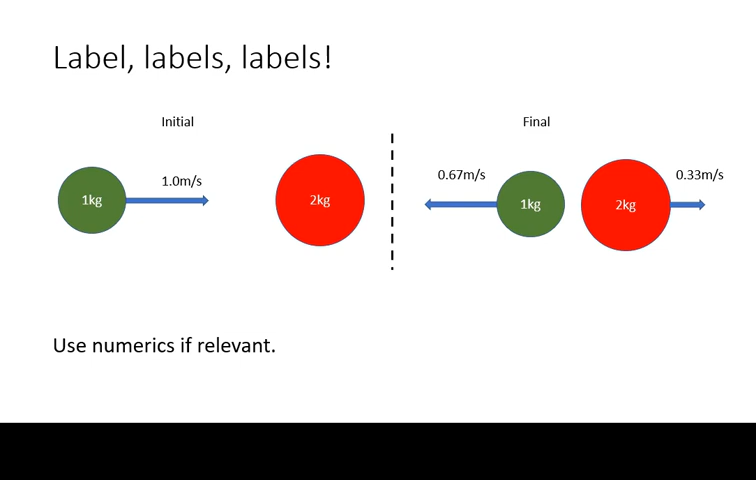 Label, labels, labels!
Initial
Final
1.0m/s
0.67m/s
0.33m/s
1kg
2kg
1kg
2kg
Use numerics if relevant.